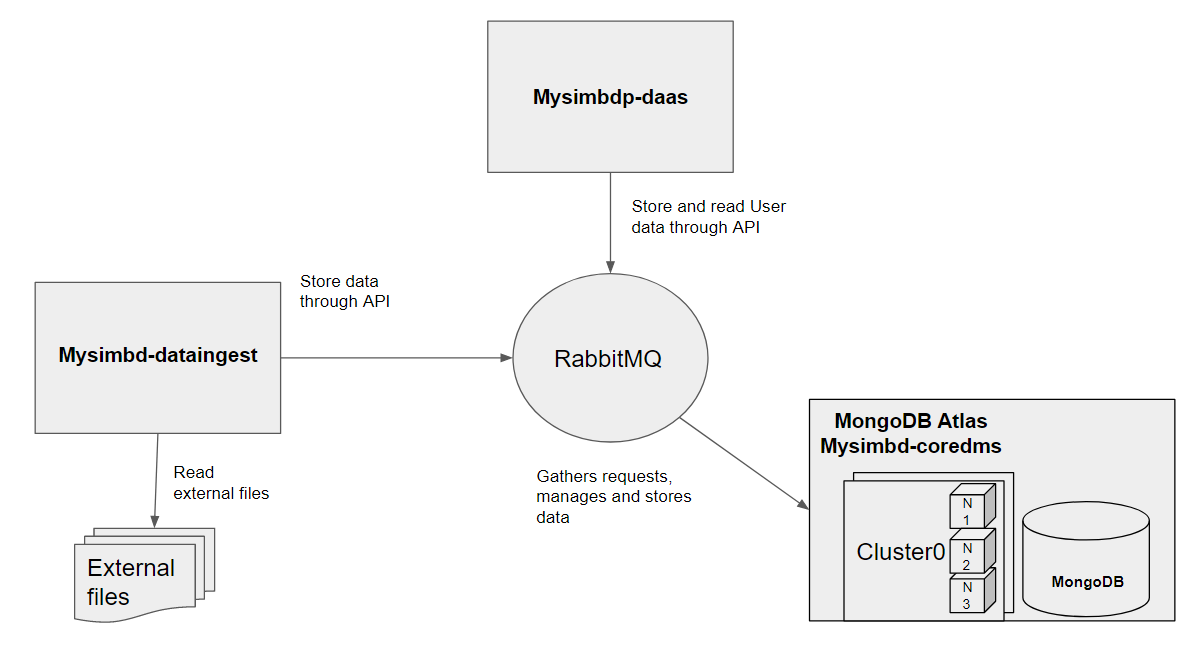 Mysimbdp-daas
Store and read User
data through API
Store data
through API
Mysimbd-dataingest
RabbitMQ
Read
external files
External
files
Gathers requests,
manages and stores
data
MongoDB Atlas
Mysimbd-coredms
Cluster0
N
1
N
2
N
3
MongoDB